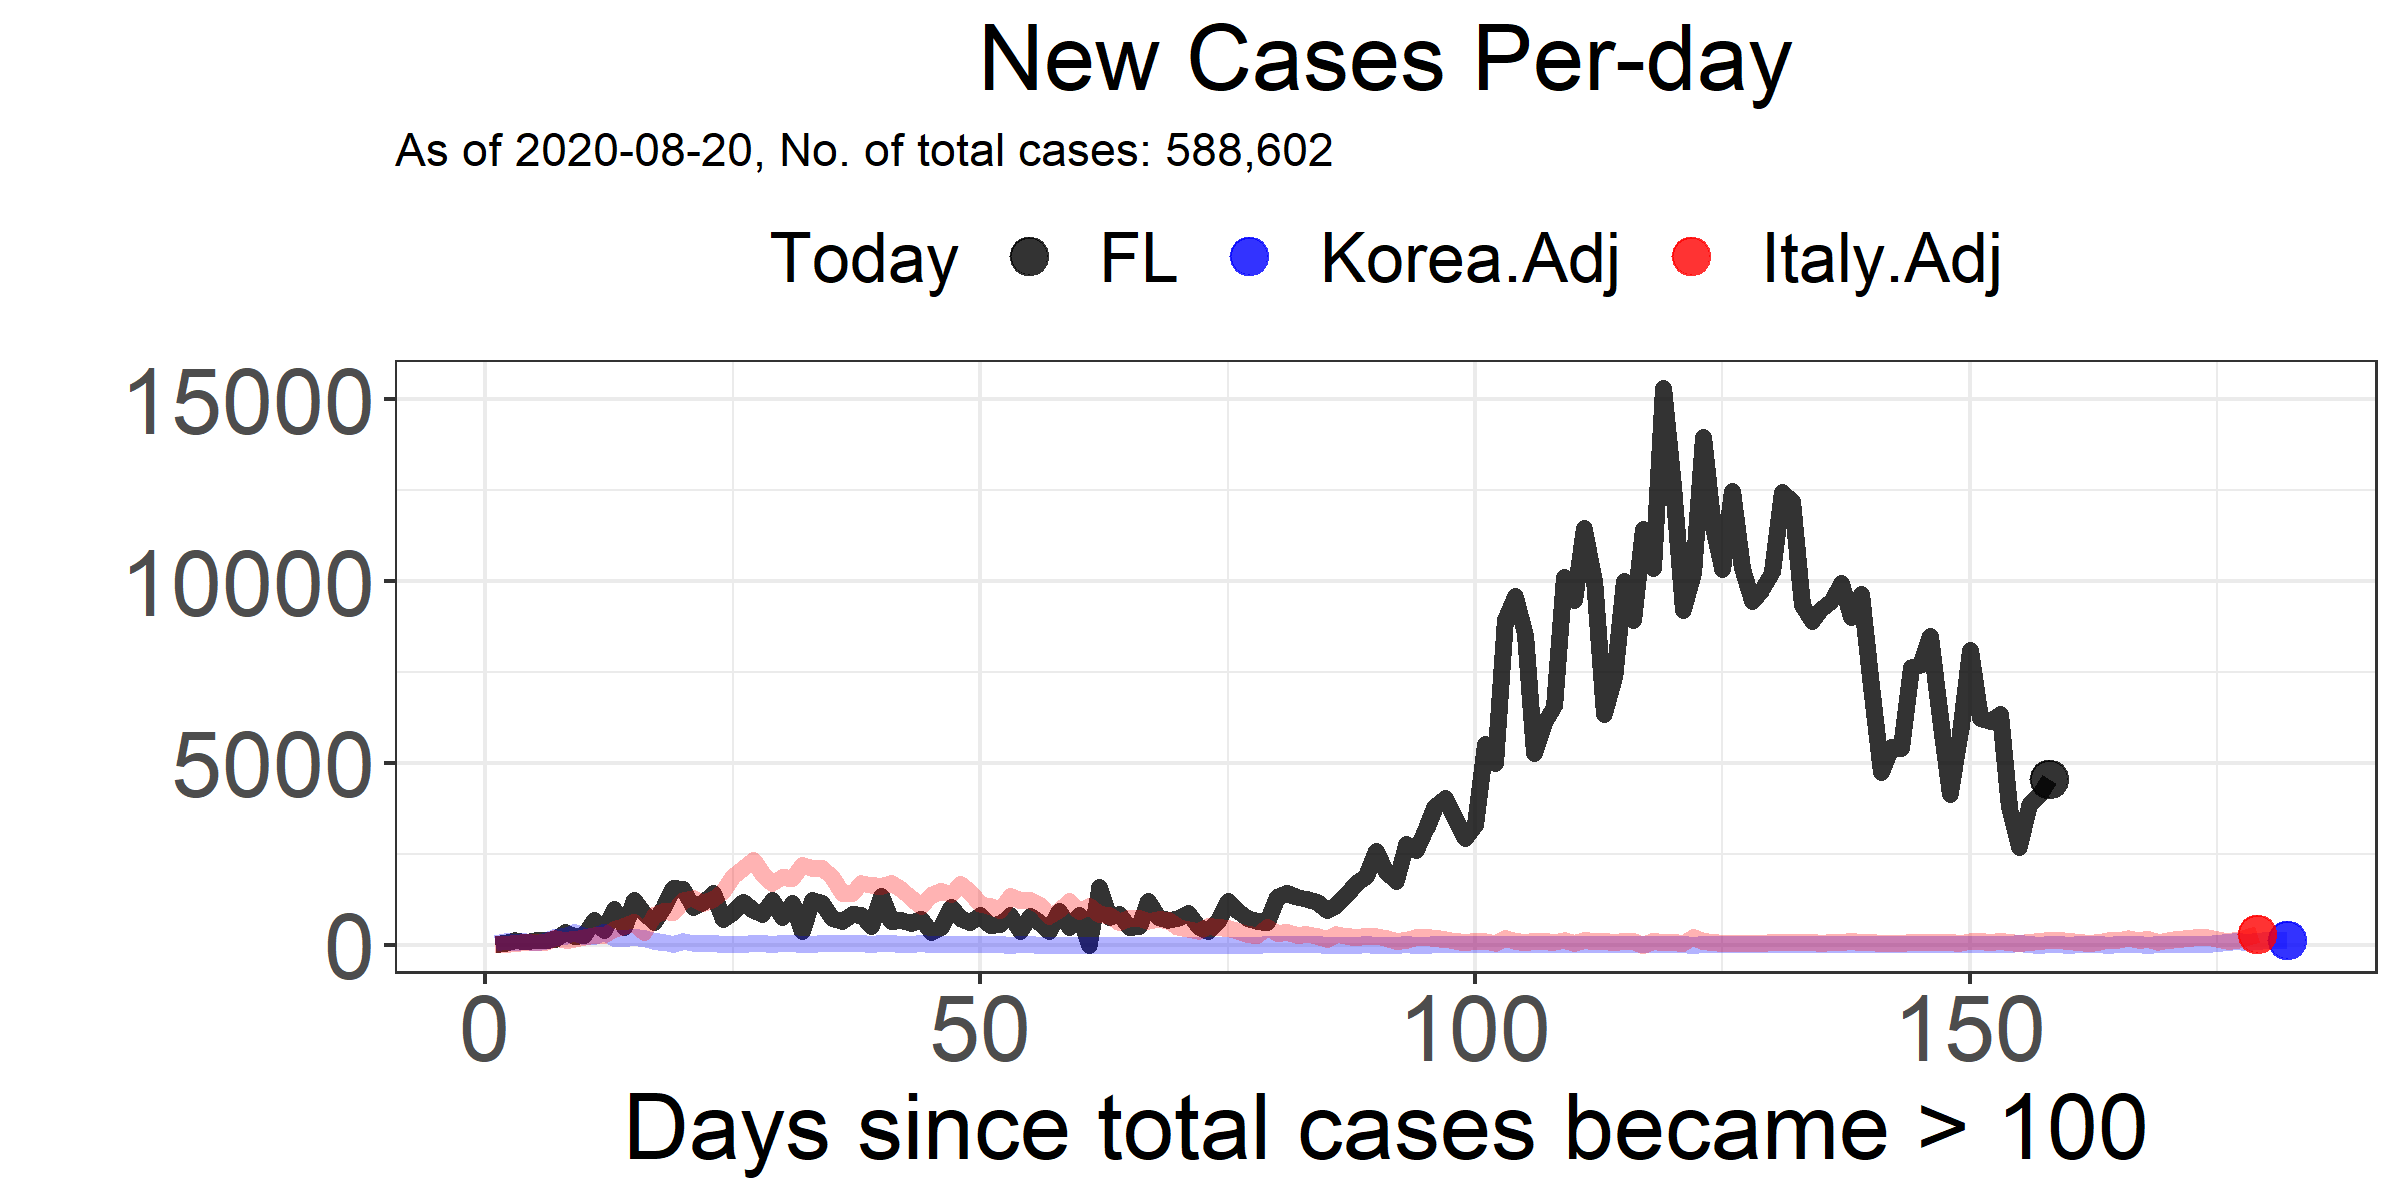 New Cases Per-day
As of 2020-08-20, No. of total cases: 588,602
Today FL Korea.Adj Italy.Adj
15000
10000
5000
0
0 50 100 150
Days since total cases became > 100